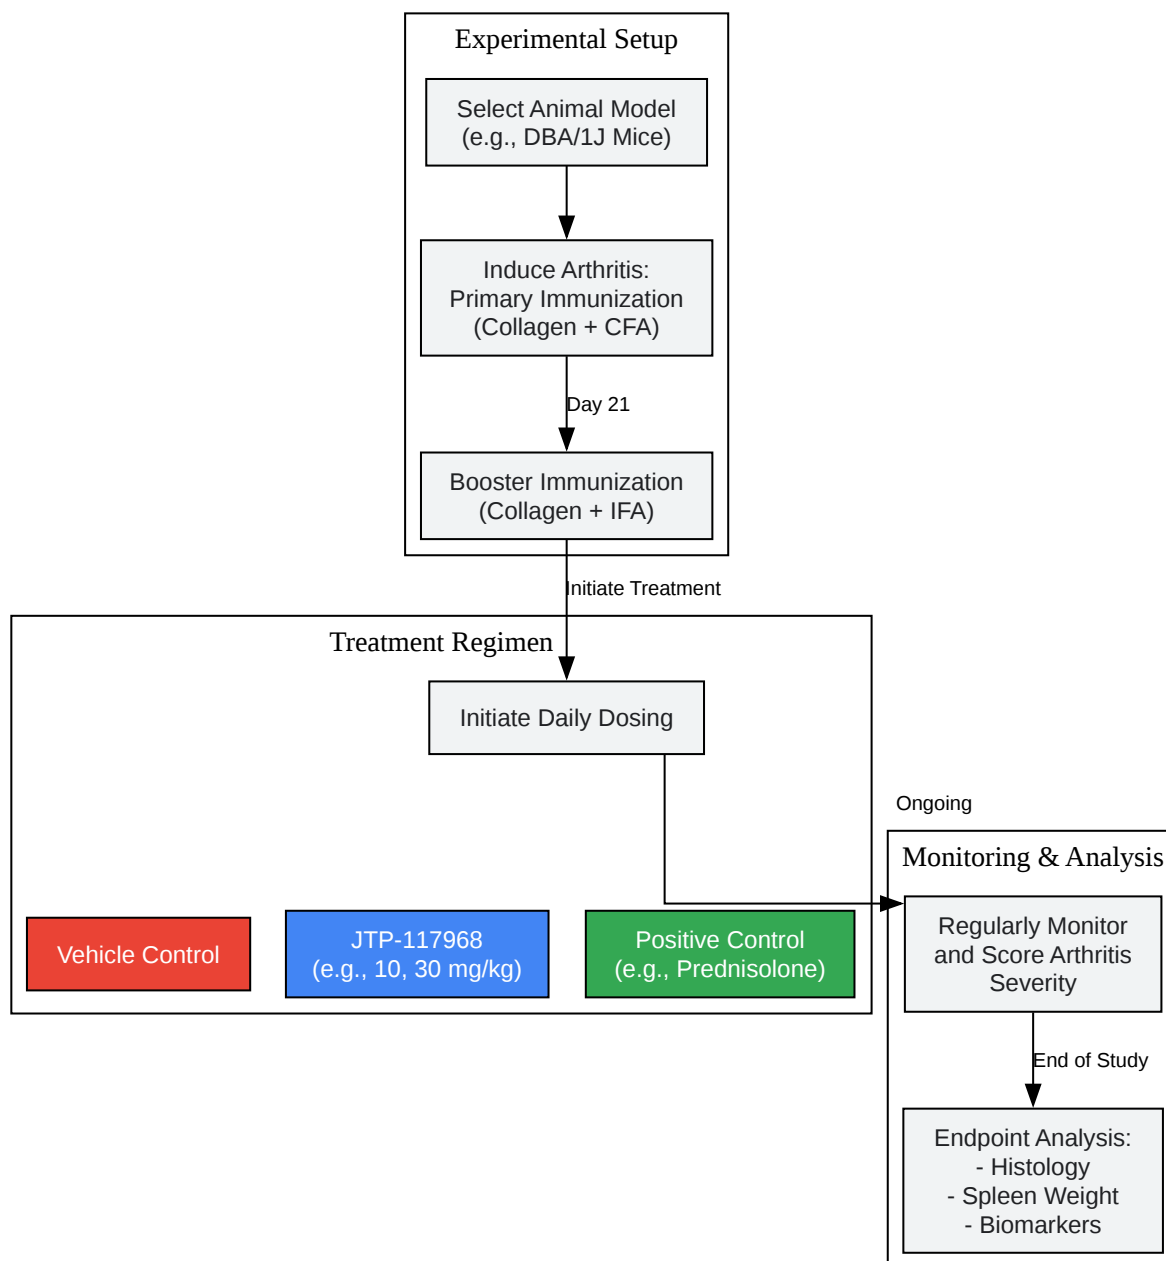 Experimental Setup
Select Animal Model
(e.g., DBA/1J Mice)
Induce Arthritis:
Primary Immunization
(Collagen + CFA)
Day 21
Booster Immunization
(Collagen + IFA)
Initiate Treatment
Treatment Regimen
Initiate Daily Dosing
Vehicle Control
JTP-117968
(e.g., 10, 30 mg/kg)
Positive Control
(e.g., Prednisolone)
Ongoing
Monitoring & Analysis
Regularly Monitor
and Score Arthritis
Severity
End of Study
Endpoint Analysis:
- Histology
- Spleen Weight
- Biomarkers